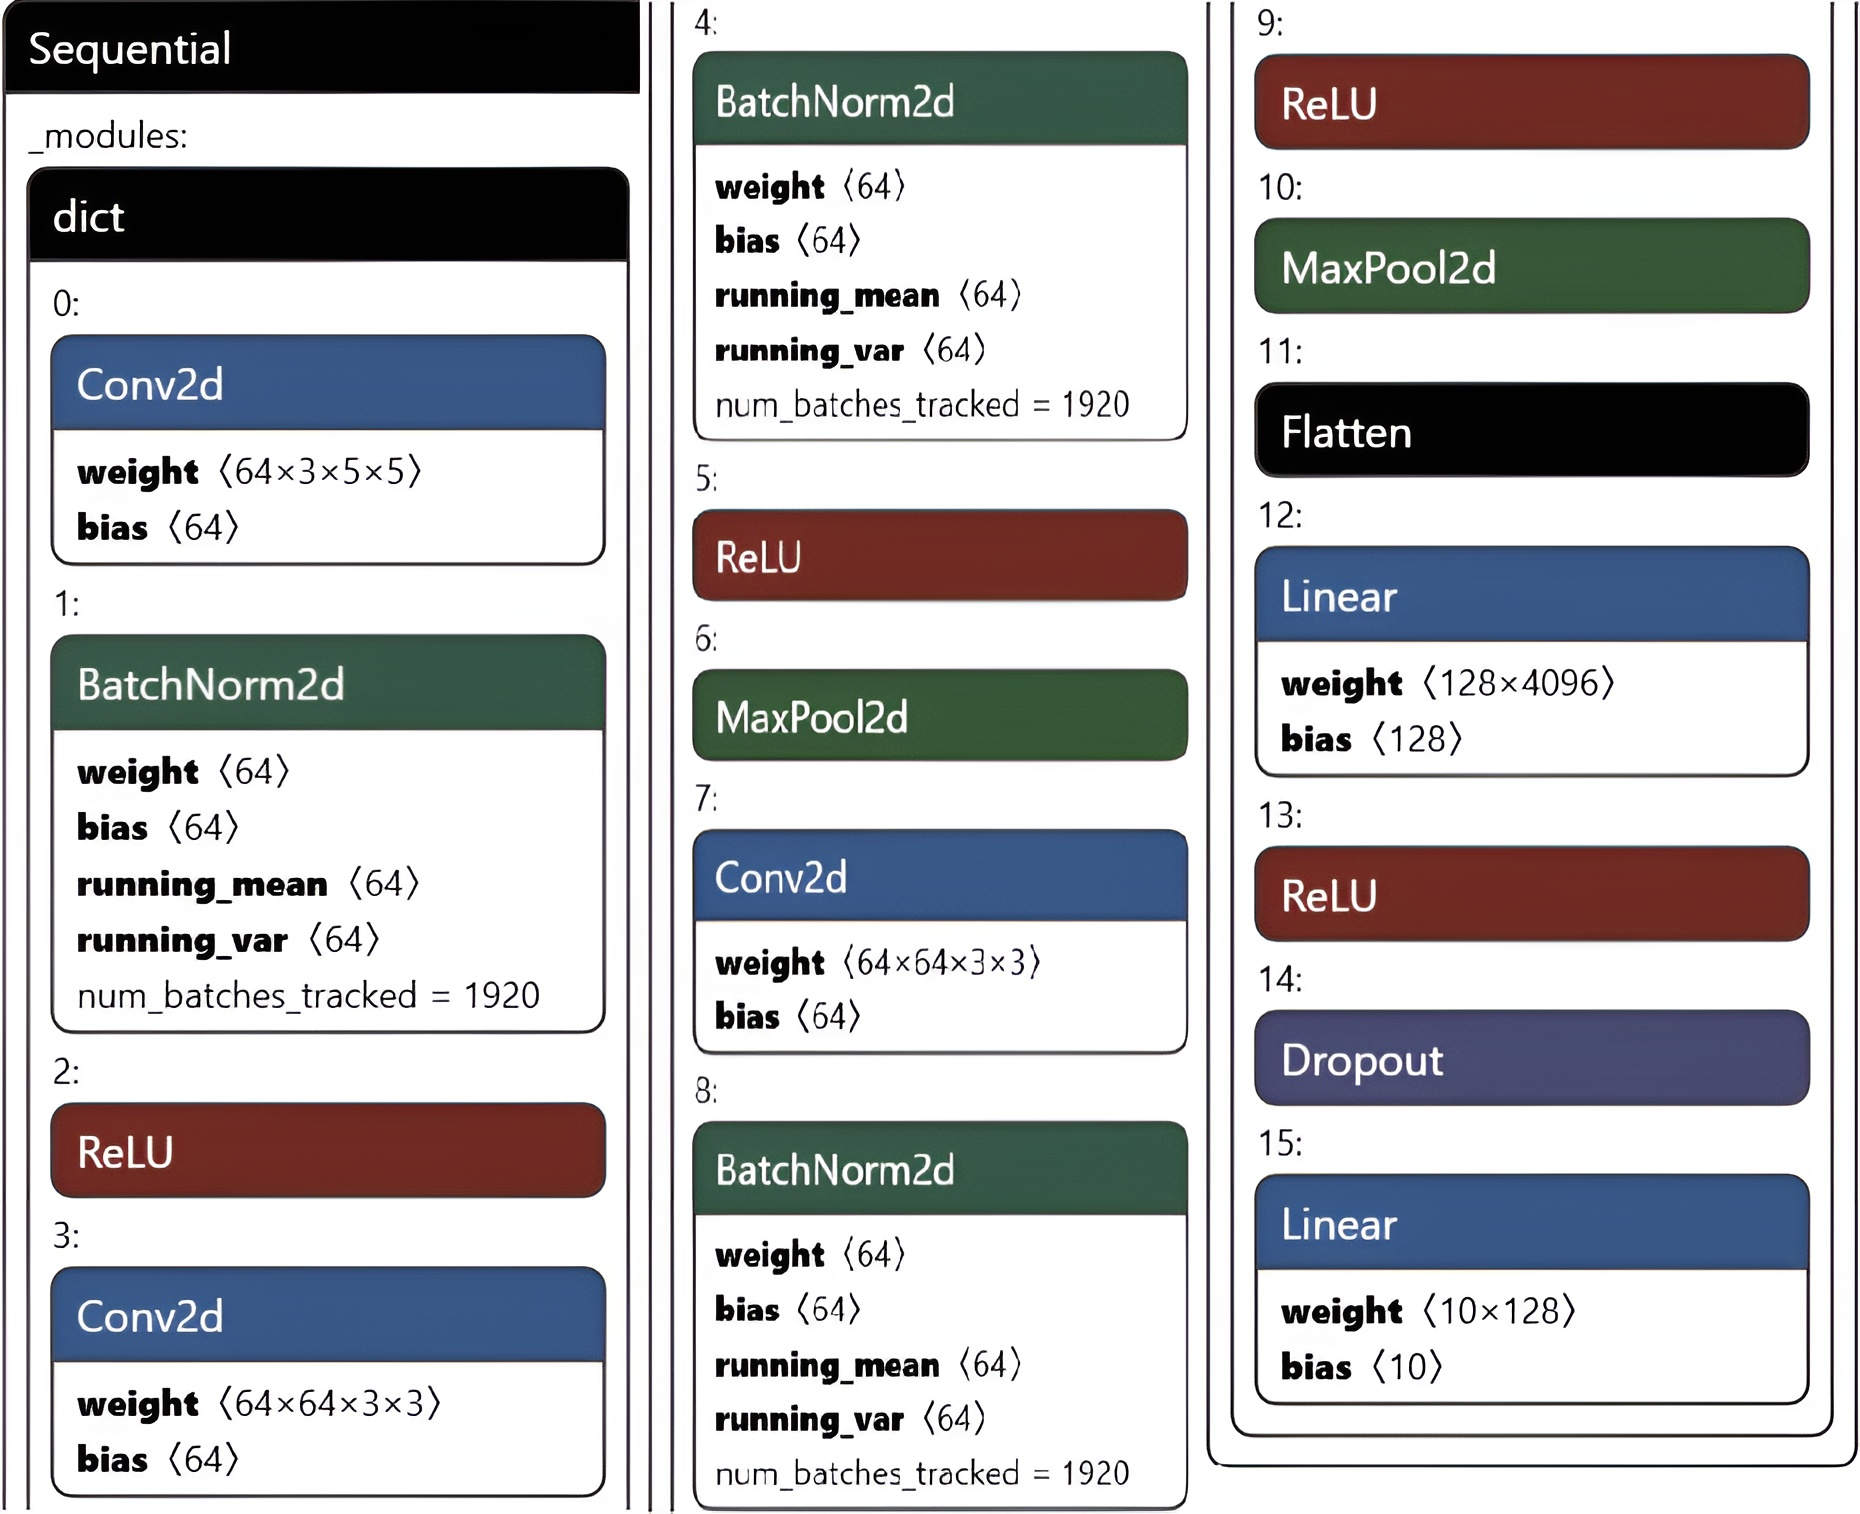 Sequential
_modules:
dict
0:
Conv2d
weight ⟨64×3×5×5⟩
bias ⟨64⟩
1:
BatchNorm2d
weight ⟨64⟩
bias ⟨64⟩
running_mean ⟨64⟩
running_var ⟨64⟩
num_batches_tracked = 1920
2:
ReLU
3:
Conv2d
weight ⟨64×64×3×3⟩
bias ⟨64⟩
4:
BatchNorm2d
weight ⟨64⟩
bias ⟨64⟩
running_mean ⟨64⟩
running_var ⟨64⟩
num_batches_tracked = 1920
5:
ReLU
6:
MaxPool2d
7:
Conv2d
weight ⟨64×64×3×3⟩
bias ⟨64⟩
8:
BatchNorm2d
weight ⟨64⟩
bias ⟨64⟩
running_mean ⟨64⟩
running_var ⟨64⟩
num_batches_tracked = 1920
9:
ReLU
10:
MaxPool2d
11:
Flatten
12:
Linear
weight ⟨128×4096⟩
bias ⟨128⟩
13:
ReLU
14:
Dropout
15:
Linear
weight ⟨10×128⟩
bias ⟨10⟩